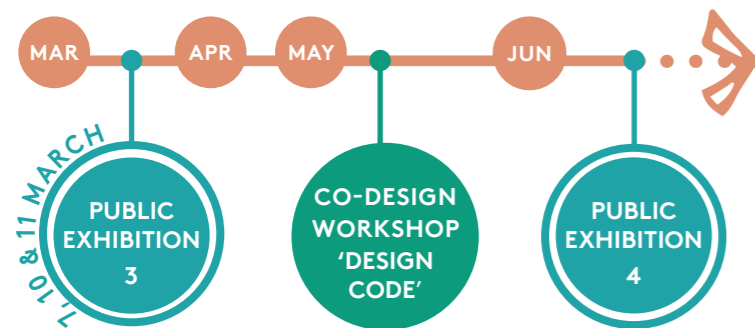 MAR
APR
MAY
JUN
7, 10 & 11 MARCH
PUBLIC
EXHIBITION
3
CO-DESIGN
WORKSHOP
‘DESIGN
CODE’
PUBLIC
EXHIBITION
4